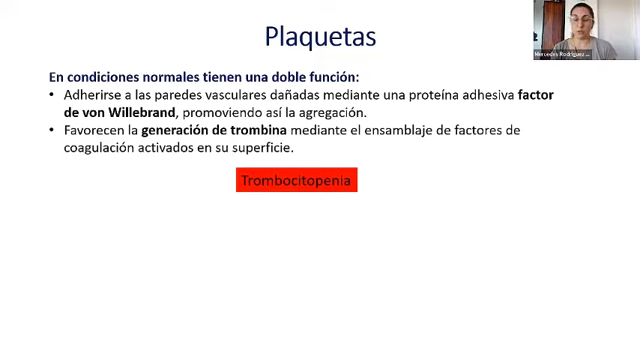 Plaquetas
Mercedes Rodriguez ...
En condiciones normales tienen una doble función:
• Adherirse a las paredes vasculares dañadas mediante una proteína adhesiva factor
de von Willebrand, promoviendo así la agregación.
• Favorecen la generación de trombina mediante el ensamblaje de factores de
coagulación activados en su superficie.
Trombocitopenia